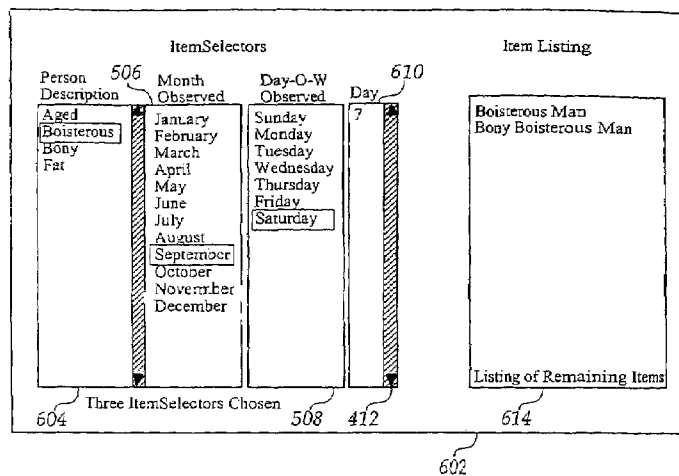 ItemSelectors
Item Listing
Person
Description
506
Month
Observed
Day-O-W
Observed
610
Day
Aged
Boisterous
Bony
Fat
January
February
March
April
May
June
July
August
September
October
November
December
Sunday
Monday
Tuesday
Wednesday
Thursday
Friday
Saturday
7
Boisterous Man
Bony Boisterous Man
Listing of Remaining Items
604
Three ItemSelectors Chosen
508
412
614
602